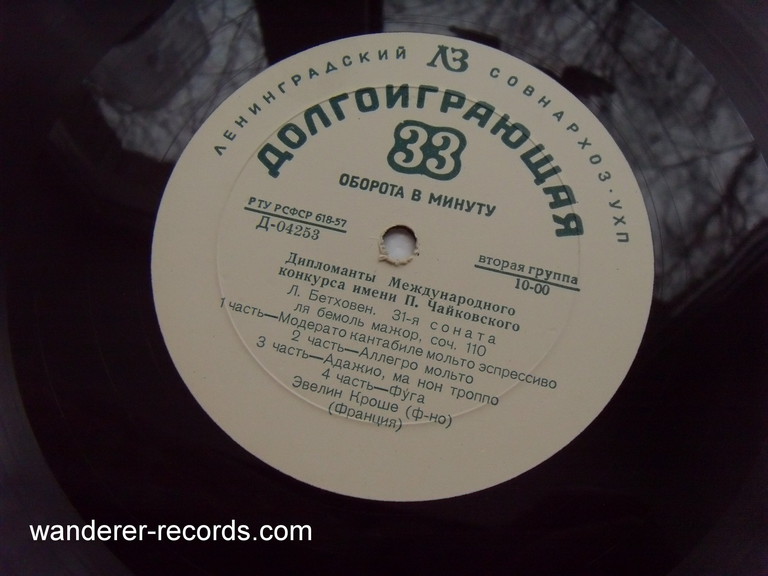 ЛЕНИНГРАДСКИЙ ЛЗ СОВНАРХОЗ·УХП
ДОЛГОИГРАЮЩАЯ
33
ОБОРОТА В МИНУТУ
РТУ РСФСР 618-57
Д-04253
вторая группа
10-00
Дипломанты Международного
конкурса имени П. Чайковского
Л. Бетховен. 31-я соната
ля бемоль мажор, соч. 110
1 часть—Модерато кантабиле мольто эспрессиво
2 часть—Аллегро мольто
3 часть—Адажио, ма нон троппо
4 часть—Фу́га
Эвелин Кроше (ф-но)
(Франция)
wanderer-records.com